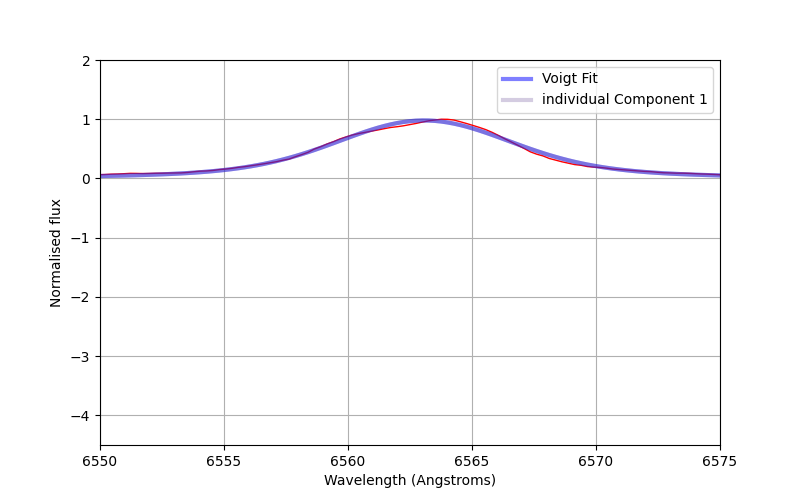 Voigt Fit
individual Component 1
2
1
0
−1
−2
−3
−4
Normalised flux
6550 6555 6560 6565 6570 6575
Wavelength (Angstroms)